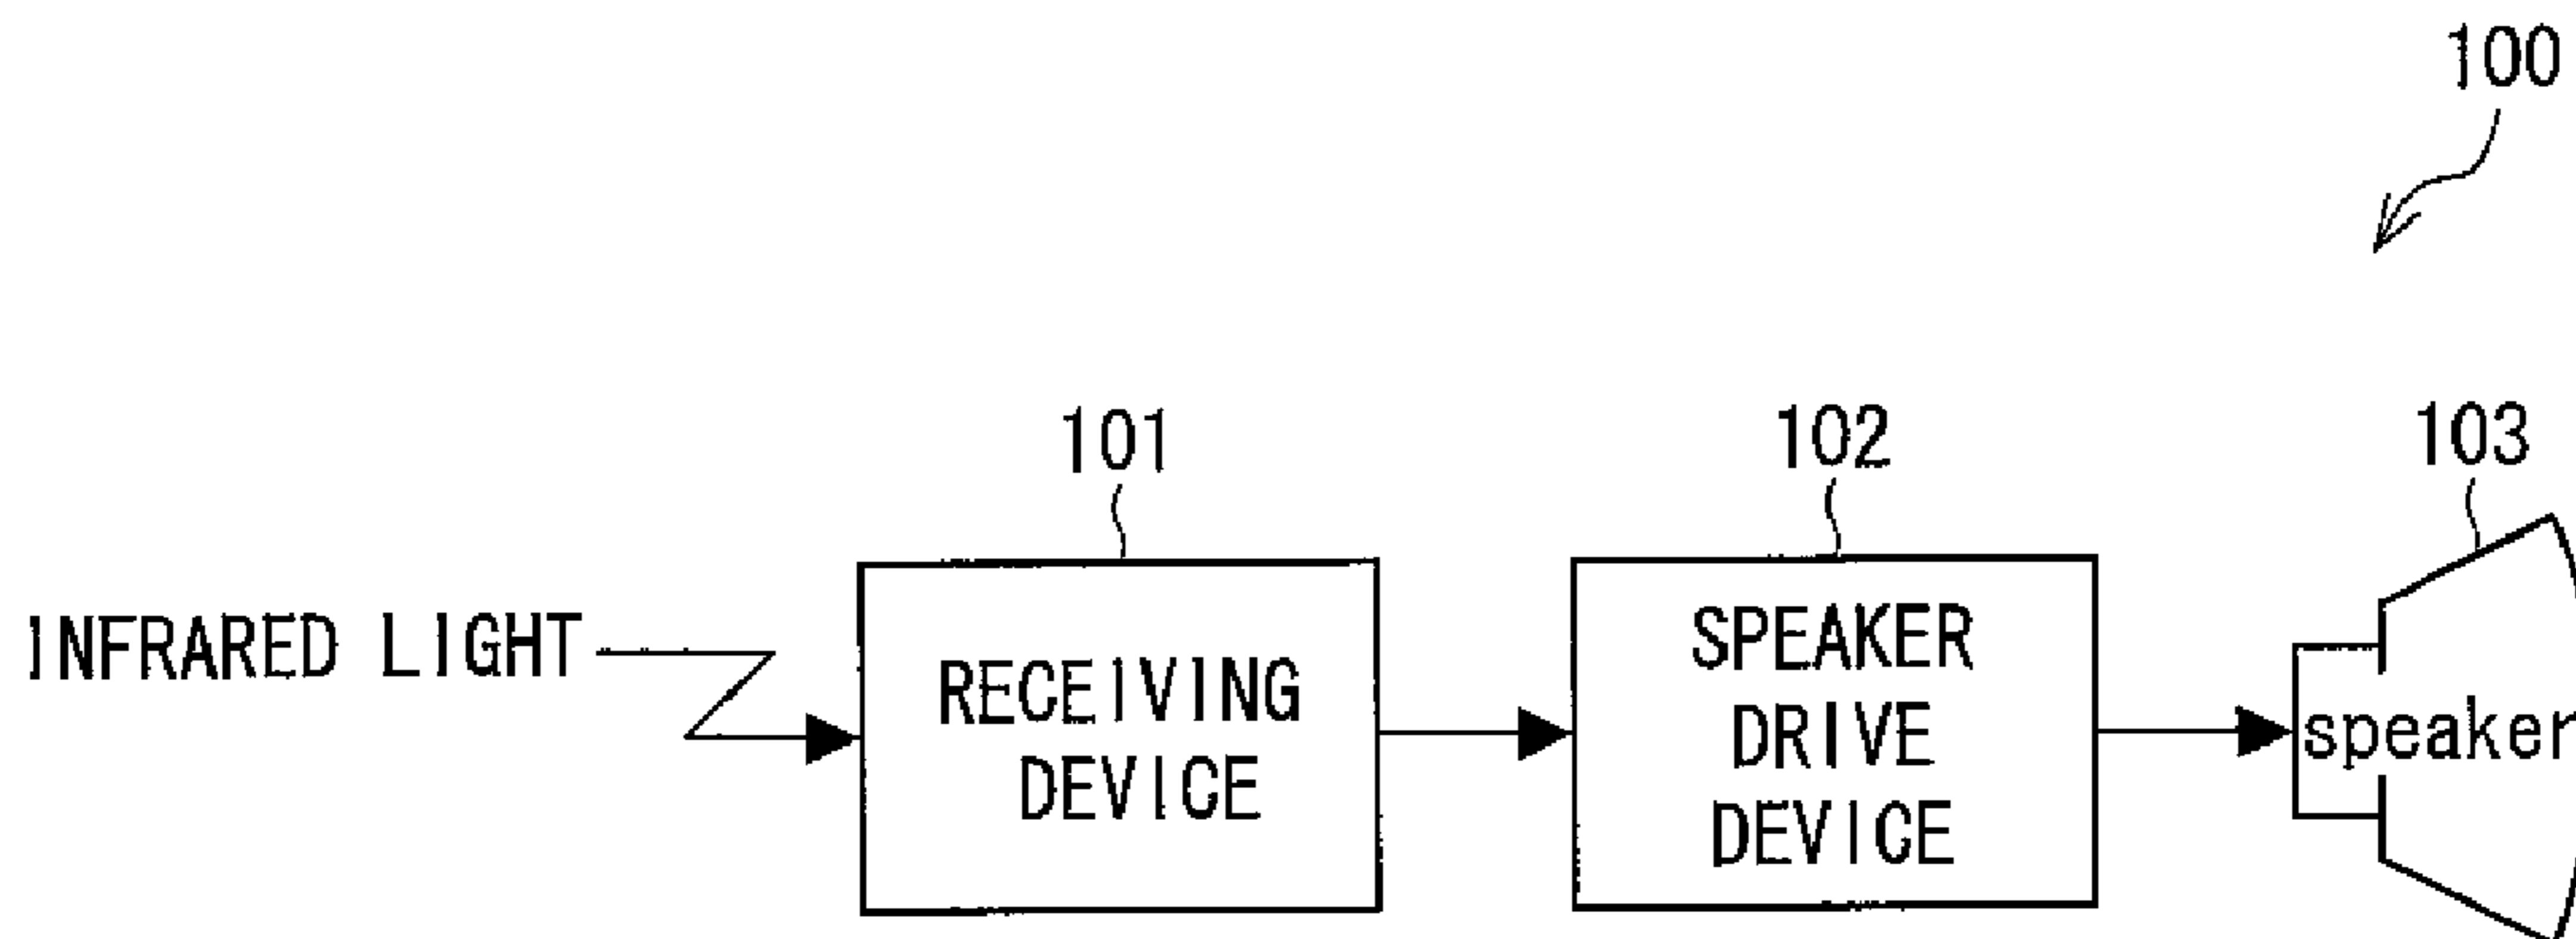 100
101
102
103
INFRARED LIGHT
RECEIVING
DEVICE
SPEAKER
DRIVE
DEVICE
speaker